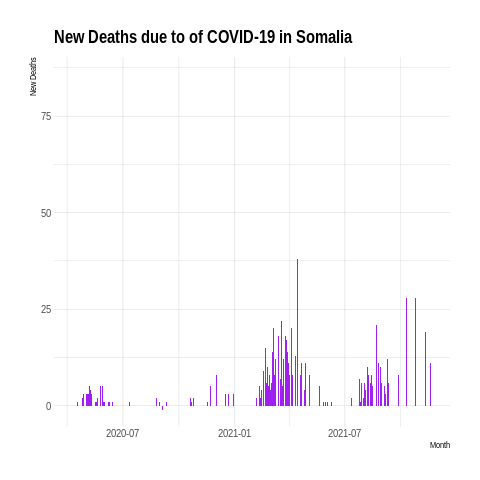 New Deaths due to of COVID-19 in Somalia
New Deaths
75
50
25
0
2020-07
2021-01
2021-07
Month